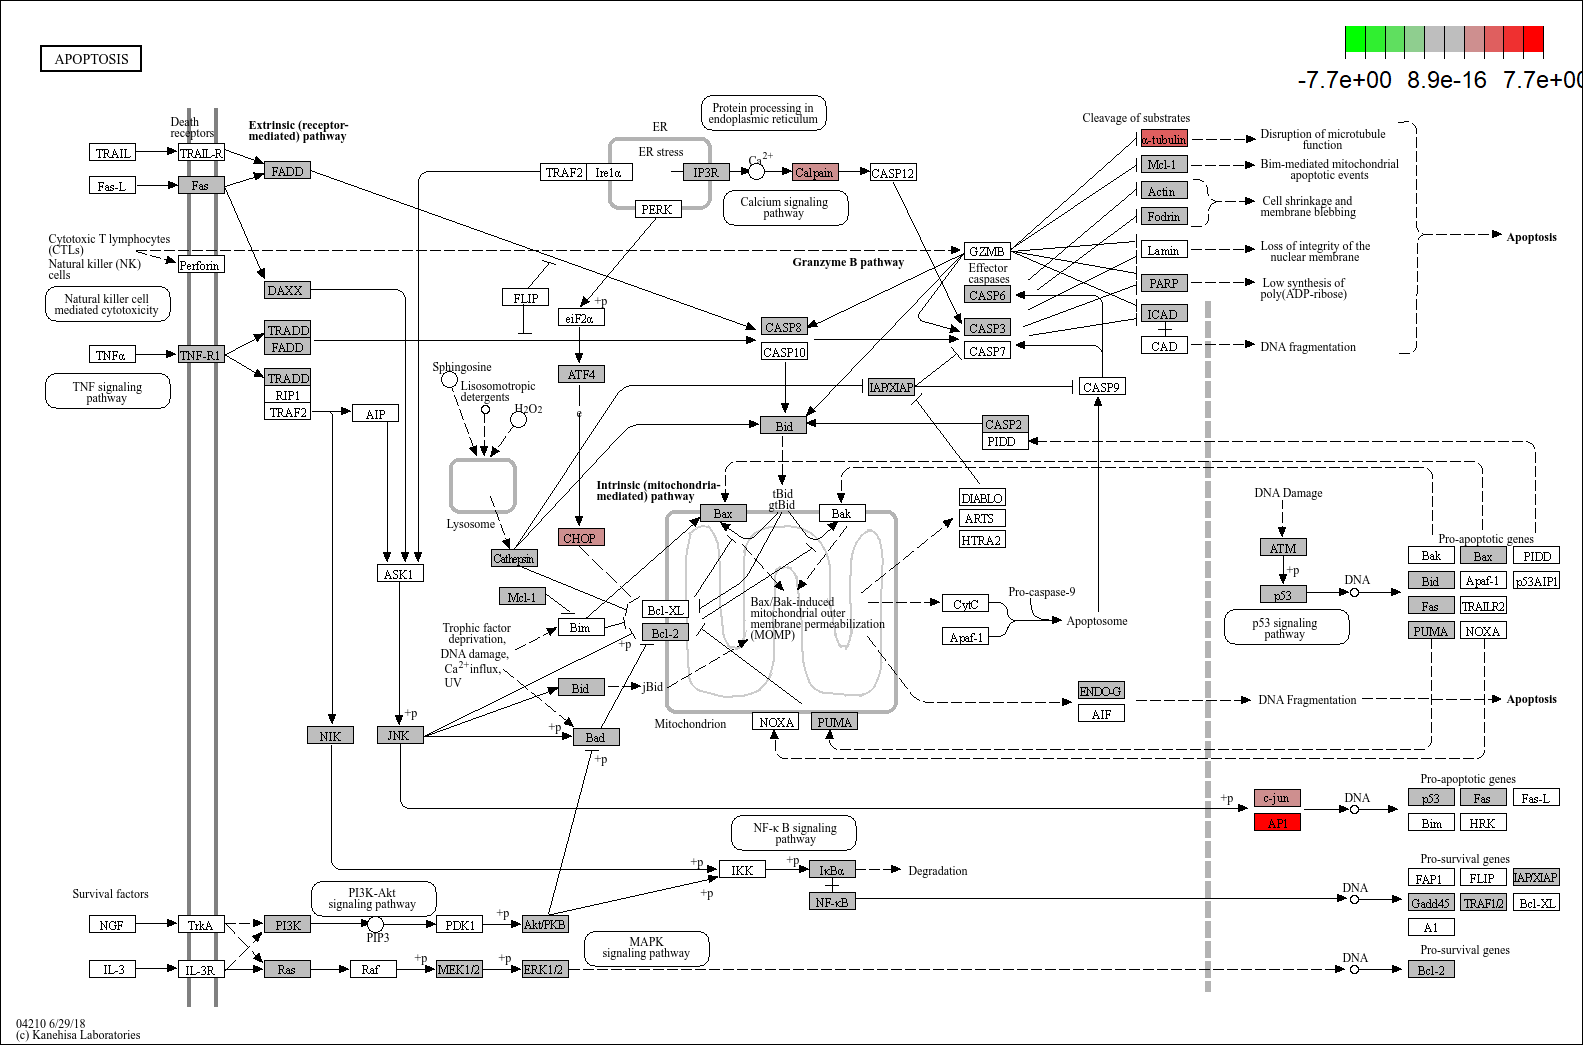 APOPTOSIS
-7.7e+00 8.9e-16 7.7e+00
Death
receptors
Extrinsic (receptor-
mediated) pathway
TRAIL
TRAIL-R
Fas-L
Fas
FADD
ER
ER stress
Protein processing in
endoplasmic reticulum
TRAF2
Ire1α
IP3R
Ca2+
Calpain
CASP12
PERK
Calcium signaling
pathway
Cleavage of substrates
α-tubulin
Disruption of microtubule
function
Mcl-1
Bim-mediated mitochondrial
apoptotic events
Actin
Fodrin
Cell shrinkage and
membrane blebbing
Lamin
Loss of integrity of the
nuclear membrane
PARP
Low synthesis of
poly(ADP-ribose)
ICAD
CAD
DNA fragmentation
Apoptosis
Cytotoxic T lymphocytes
(CTLs)
Natural killer (NK)
cells
Perforin
Natural killer cell
mediated cytotoxicity
DAXX
TRADD
FADD
TNFα
TNF-R1
TNF signaling
pathway
TRADD
RIP1
TRAF2
AIP
Granzyme B pathway
GZMB
Effector
caspases
CASP6
CASP3
CASP7
FLIP
+p
eiF2α
ATF4
e
CASP8
CASP10
IAP/XIAP
CASP9
Sphingosine
Lisosomotropic
detergents
H2O2
Lysosome
Bid
CASP2
PIDD
Intrinsic (mitochondria-
mediated) pathway
tBid
gtBid
Bax
Bak
CHOP
Cathepsin
DIABLO
ARTS
HTRA2
ASK1
Mcl-1
Bim
Bcl-XL
Bcl-2
+p
Bax/Bak-induced
mitochondrial outer
membrane permeabilization
(MOMP)
CytC
Apaf-1
Pro-caspase-9
Apoptosome
Trophic factor
deprivation,
DNA damage,
Ca2+influx,
UV
Bid
jBid
Mitochondrion
NOXA
PUMA
ENDO-G
AIF
DNA Fragmentation
Apoptosis
DNA Damage
ATM
+p
p53
DNA
p53 signaling
pathway
Pro-apoptotic genes
Bak
Bax
PIDD
Bid
Apaf-1
p53AIP1
Fas
TRAILR2
PUMA
NOXA
NIK
+p
JNK
+p
Bad
+p
+p
c-jun
AP1
DNA
Pro-apoptotic genes
p53
Fas
Fas-L
Bim
HRK
NF-κ B signaling
pathway
+p
IKK
+p
IκBα
Degradation
+p
NF-κB
DNA
Pro-survival genes
FAP1
FLIP
IAP/XIAP
Gadd45
TRAF1/2
Bcl-XL
A1
Survival factors
PI3K-Akt
signaling pathway
NGF
TrkA
PI3K
PIP3
PDK1
+p
Akt/PKB
MAPK
signaling pathway
IL-3
IL-3R
Ras
Raf
+p
MEK1/2
+p
ERK1/2
DNA
Pro-survival genes
Bcl-2
04210 6/29/18
(c) Kanehisa Laboratories